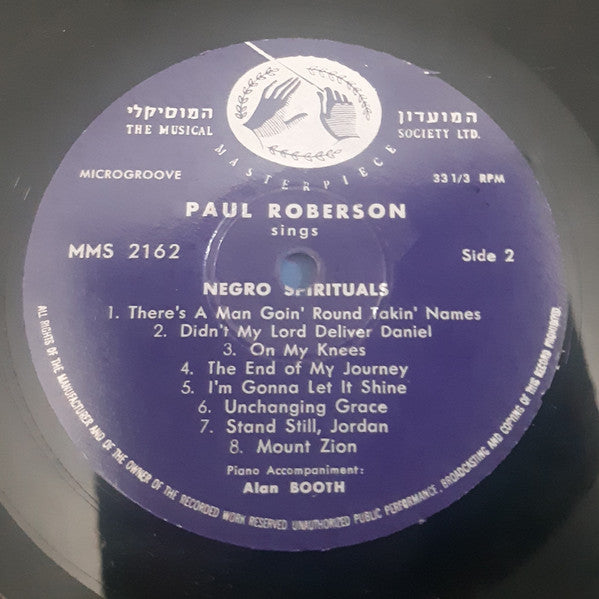 המוסיקלי המועדון
THE MUSICAL SOCIETY LTD.
MASTERPIECE
MICROGROOVE 33 1/3 RPM
PAUL ROBERSON
sings
MMS 2162 Side 2
NEGRO SPIRITUALS
1. There's A Man Goin' Round Takin' Names
2. Didn't My Lord Deliver Daniel
3. On My Knees
4. The End of My Journey
5. I'm Gonna Let It Shine
6. Unchanging Grace
7. Stand Still, Jordan
8. Mount Zion
Piano Accompaniment:
Alan BOOTH
ALL RIGHTS OF THE MANUFACTURER AND OF THE OWNER OF THE RECORDED WORK RESERVED UNAUTHORIZED PUBLIC PERFORMANCE, BROADCASTING AND COPYING OF THIS RECORD PROHIBITED.